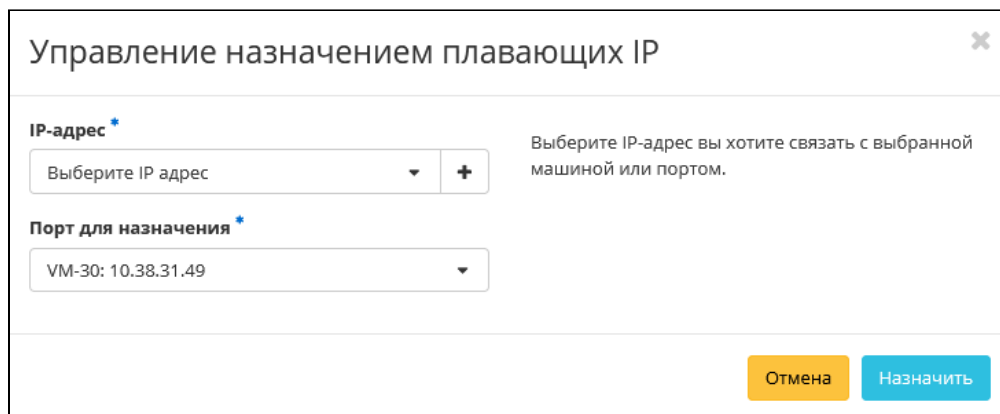 Управление назначением плавающих IP
IP-адрес *
Выберите IP адрес
Порт для назначения *
VM-30: 10.38.31.49
Выберите IP-адрес вы хотите связать с выбранной
машиной или портом.
Отмена
Назначить